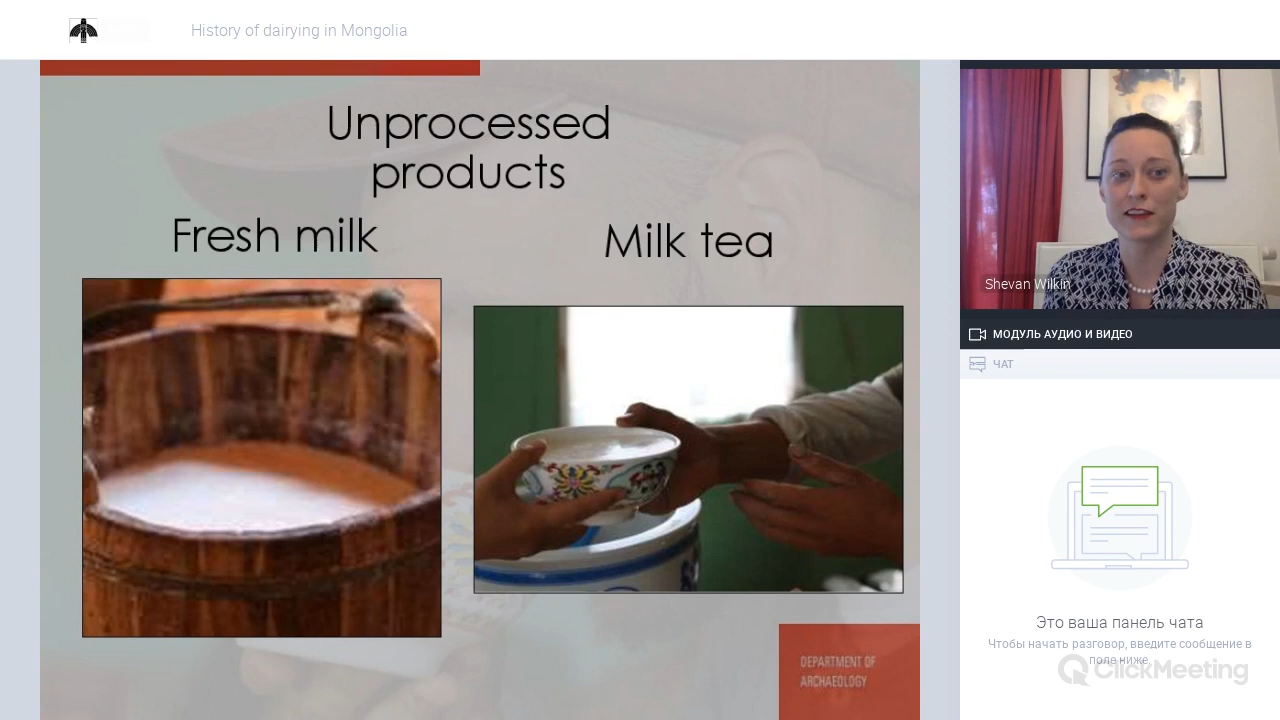 History of dairying in Mongolia
Unprocessed
products
Fresh milk
Milk tea
DEPARTMENT OF
ARCHAEOLOGY
Shevan Wilkin
МОДУЛЬ АУДИО И ВИДЕО
ЧАТ
Это ваша панель чата
Чтобы начать разговор, введите сообщение в
поле ниже.
ClickMeeting